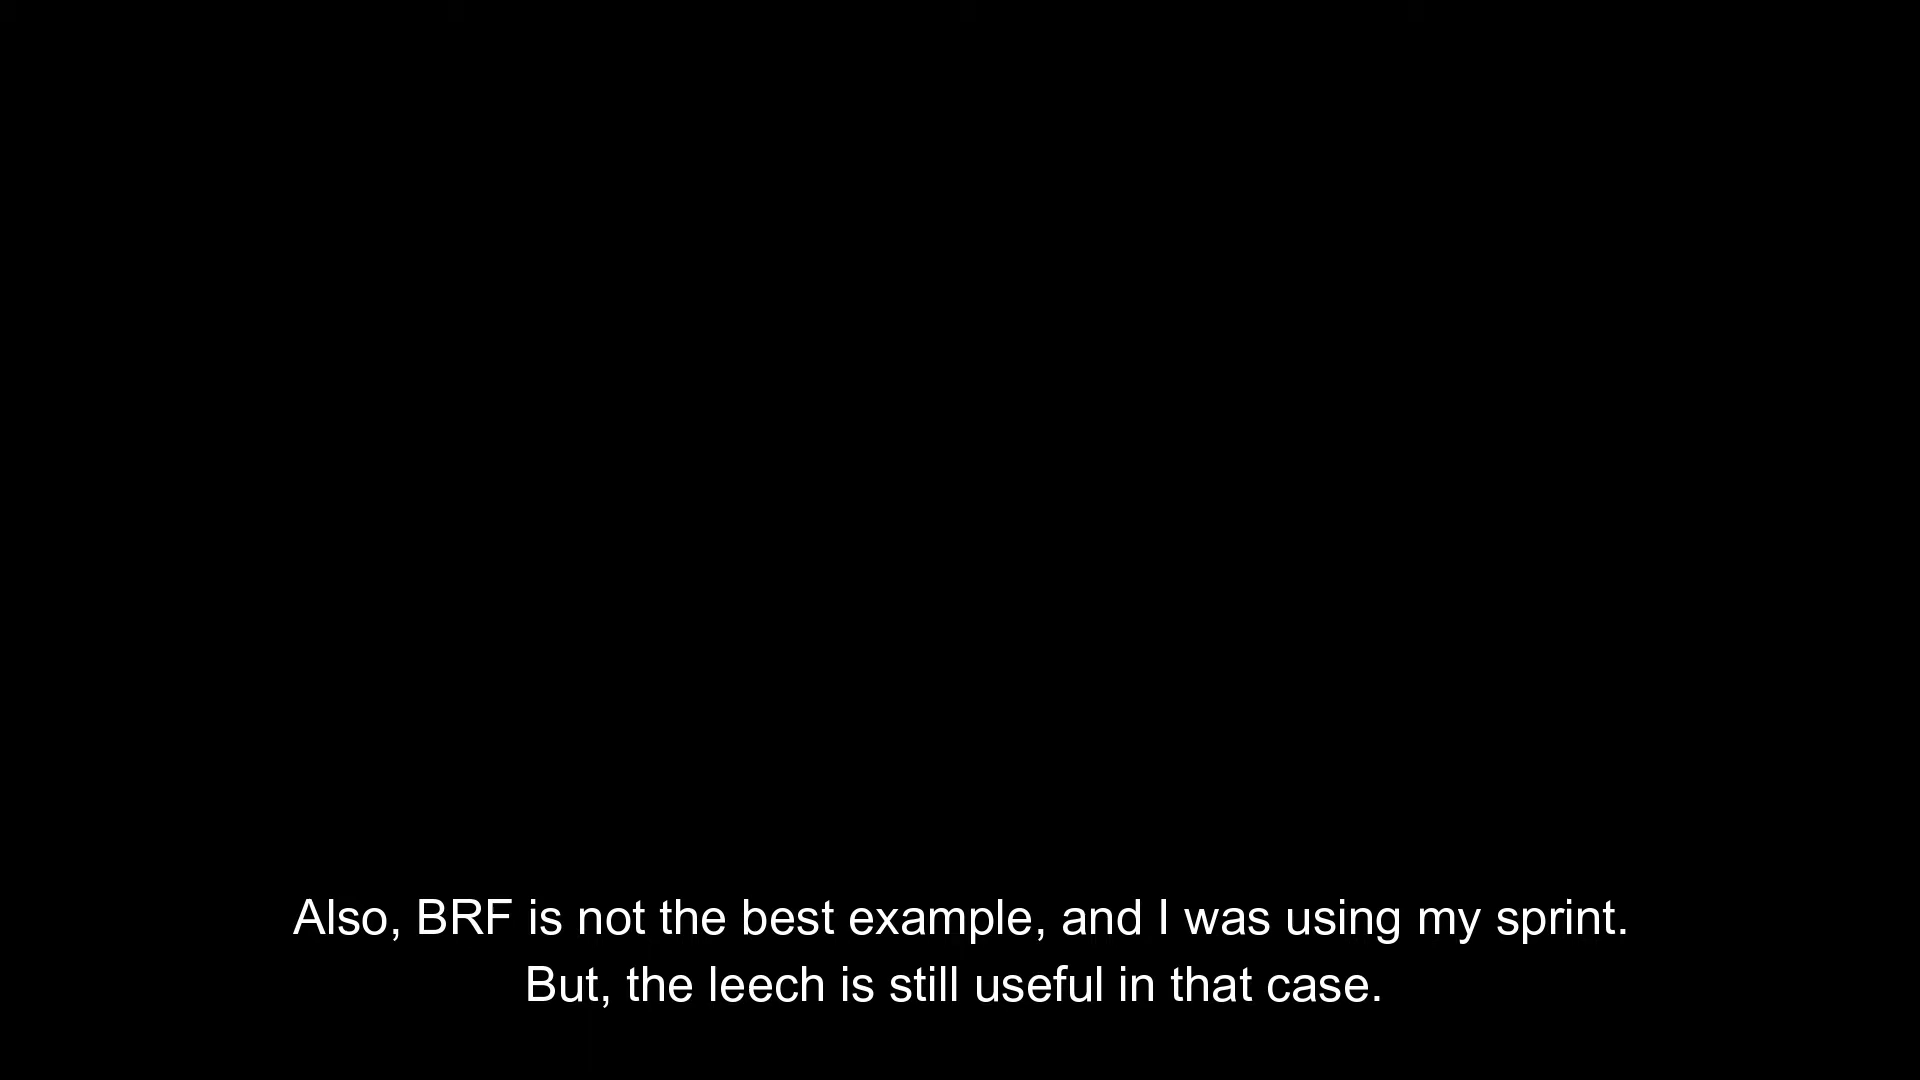 Also, BRF is not the best example, and I was using my sprint.
But, the leech is still useful in that case.